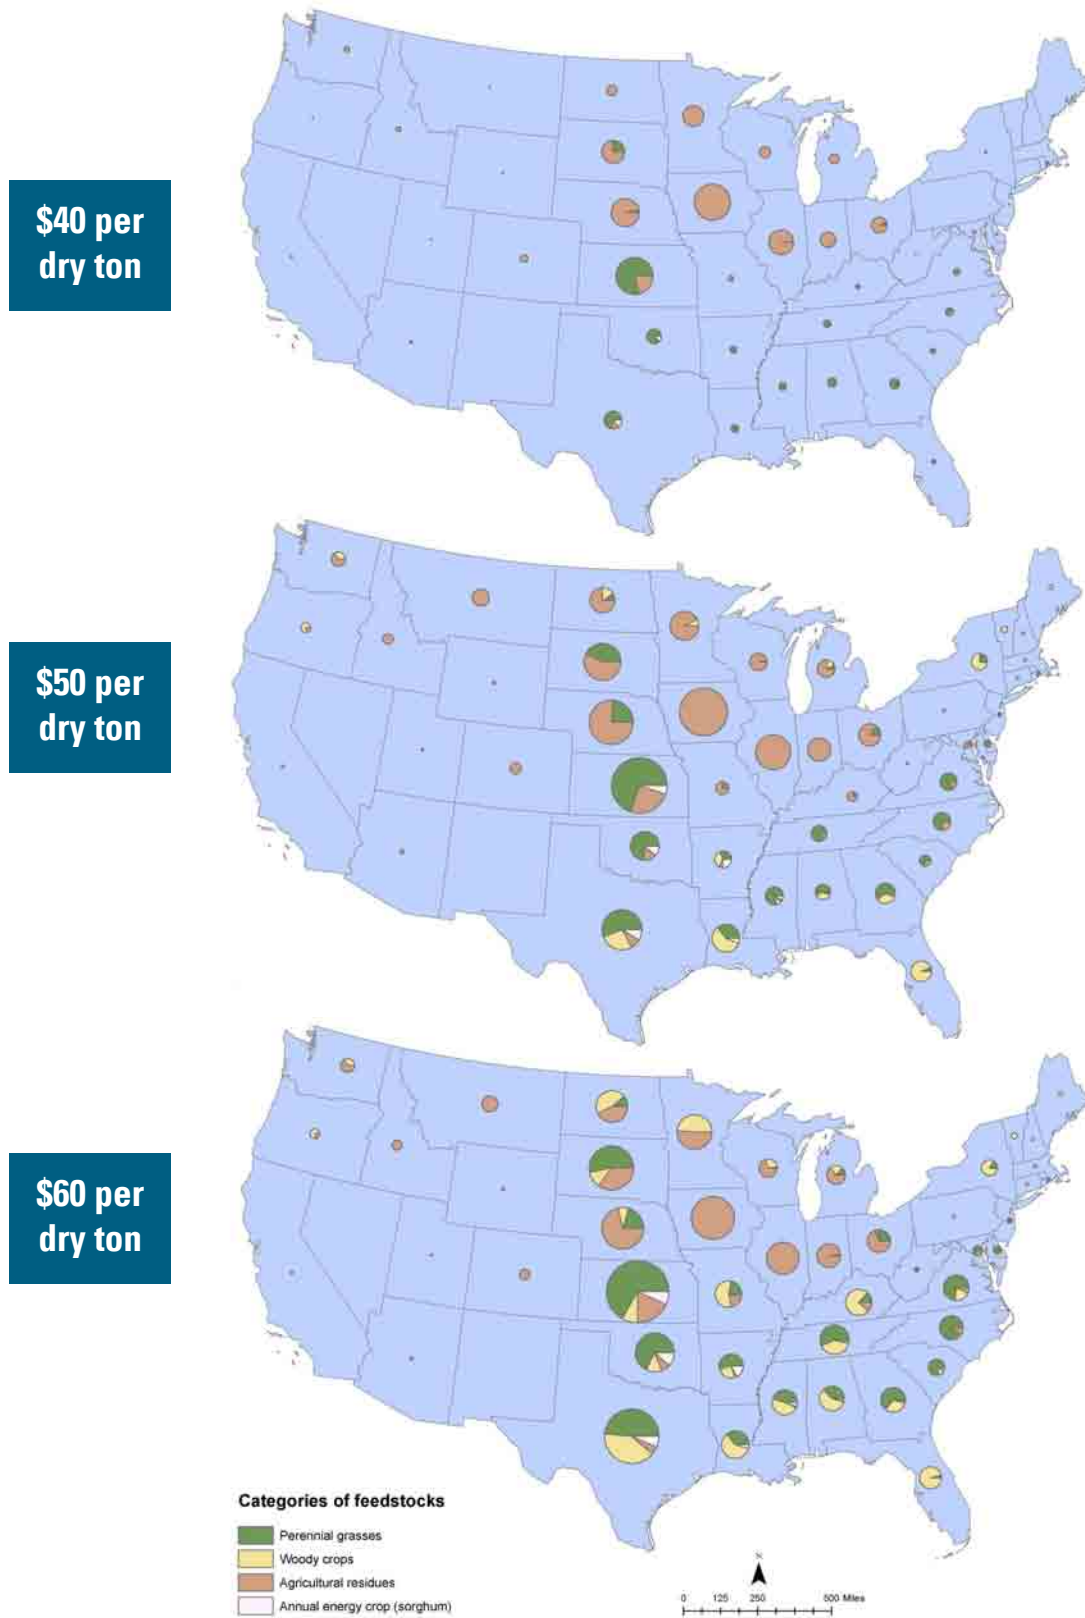 $40 per
dry ton
$50 per
dry ton
$60 per
dry ton
Categories of feedstocks
Perennial grasses
Woody crops
Agricultural residues
Annual energy crop (sorghum)
N
0 125 250 500 Miles